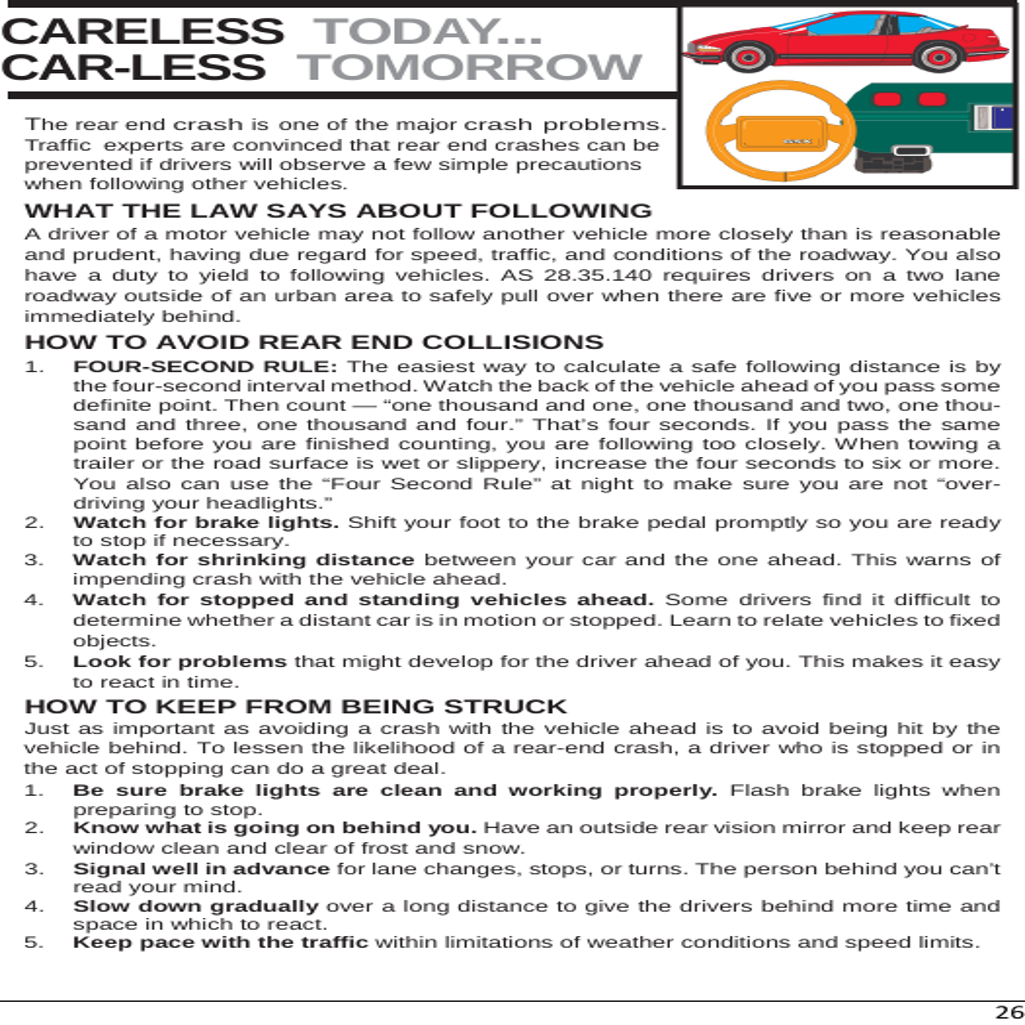 CARELESS TODAY...
CAR-LESS TOMORROW
The rear end crash is one of the major crash problems.
Traffic experts are convinced that rear end crashes can be
prevented if drivers will observe a few simple precautions
when following other vehicles.
WHAT THE LAW SAYS ABOUT FOLLOWING
A driver of a motor vehicle may not follow another vehicle more closely than is reasonable
and prudent, having due regard for speed, traffic, and conditions of the roadway. You also
have a duty to yield to following vehicles. AS 28.35.140 requires drivers on a two lane
roadway outside of an urban area to safely pull over when there are five or more vehicles
immediately behind.
HOW TO AVOID REAR END COLLISIONS
1. FOUR-SECOND RULE: The easiest way to calculate a safe following distance is by
the four-second interval method. Watch the back of the vehicle ahead of you pass some
definite point. Then count — “one thousand and one, one thousand and two, one thou-
sand and three, one thousand and four.” That’s four seconds. If you pass the same
point before you are finished counting, you are following too closely. When towing a
trailer or the road surface is wet or slippery, increase the four seconds to six or more.
You also can use the “Four Second Rule” at night to make sure you are not “over-
driving your headlights.”
2. Watch for brake lights. Shift your foot to the brake pedal promptly so you are ready
to stop if necessary.
3. Watch for shrinking distance between your car and the one ahead. This warns of
impending crash with the vehicle ahead.
4. Watch for stopped and standing vehicles ahead. Some drivers find it difficult to
determine whether a distant car is in motion or stopped. Learn to relate vehicles to fixed
objects.
5. Look for problems that might develop for the driver ahead of you. This makes it easy
to react in time.
HOW TO KEEP FROM BEING STRUCK
Just as important as avoiding a crash with the vehicle ahead is to avoid being hit by the
vehicle behind. To lessen the likelihood of a rear-end crash, a driver who is stopped or in
the act of stopping can do a great deal.
1. Be sure brake lights are clean and working properly. Flash brake lights when
preparing to stop.
2. Know what is going on behind you. Have an outside rear vision mirror and keep rear
window clean and clear of frost and snow.
3. Signal well in advance for lane changes, stops, or turns. The person behind you can’t
read your mind.
4. Slow down gradually over a long distance to give the drivers behind more time and
space in which to react.
5. Keep pace with the traffic within limitations of weather conditions and speed limits.
26